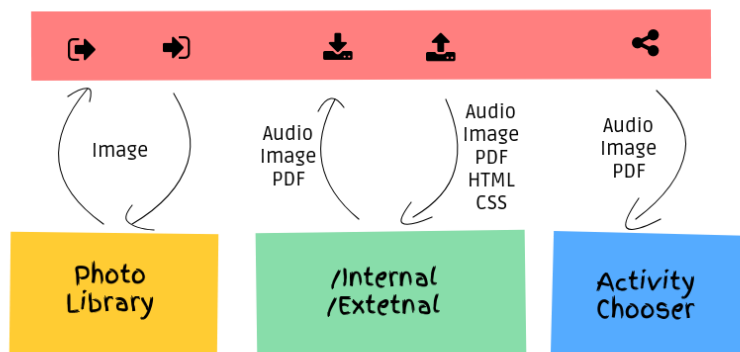 Image
Audio
Image
PDF
Audio
Image
PDF
HTML
CSS
Audio
Image
PDF
Photo
Library
/Internal
/Extetnal
Activity
Chooser